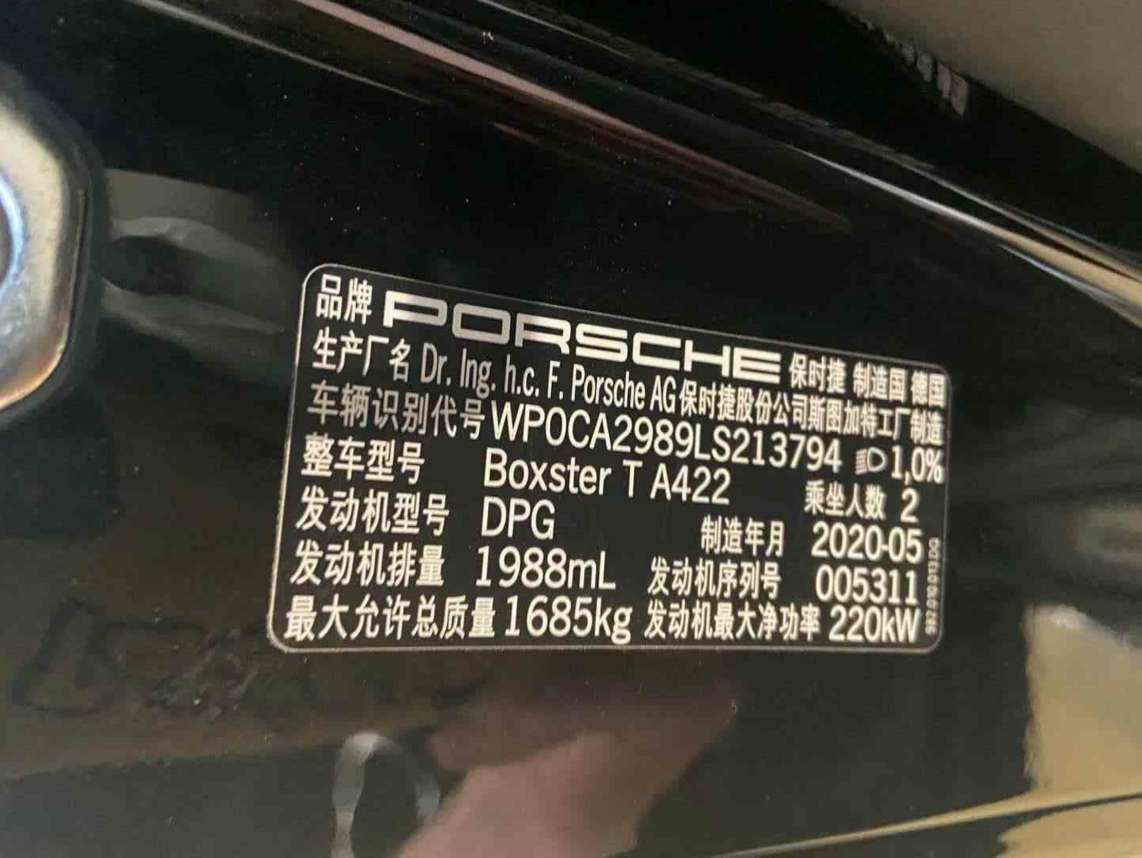 品牌 PORSCHE 保时捷 制造国 德国
生产厂名 Dr. Ing. h.c. F. Porsche AG 保时捷股份公司斯图加特工厂制造
车辆识别代号 WP0CA2989LS213794 1,0%
整车型号 Boxster T A422 乘坐人数 2
发动机型号 DPG 制造年月 2020-05
发动机排量 1988mL 发动机序列号 005311
最大允许总质量 1685kg 发动机最大净功率 220kW